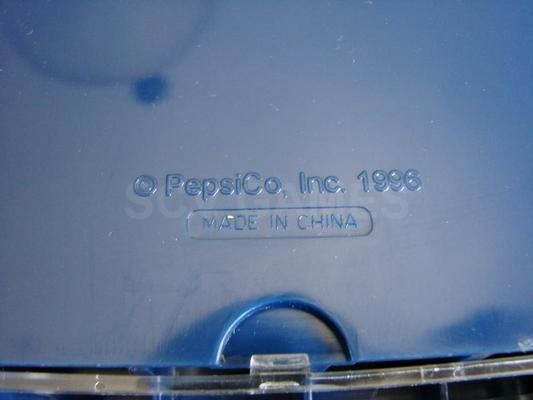 © PepsiCo, Inc. 1996
MADE IN CHINA